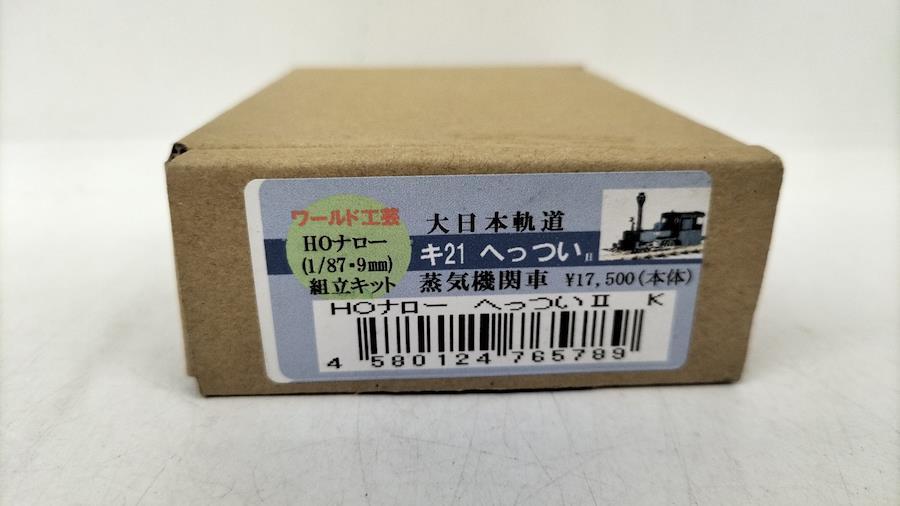 ワールド工芸
HOナロー
(1/87・9mm)
組立キット
大日本軌道
キ21 へっつい II
蒸気機関車 ¥17,500(本体)
HOナロー へっついⅡ K
4 580124 765789